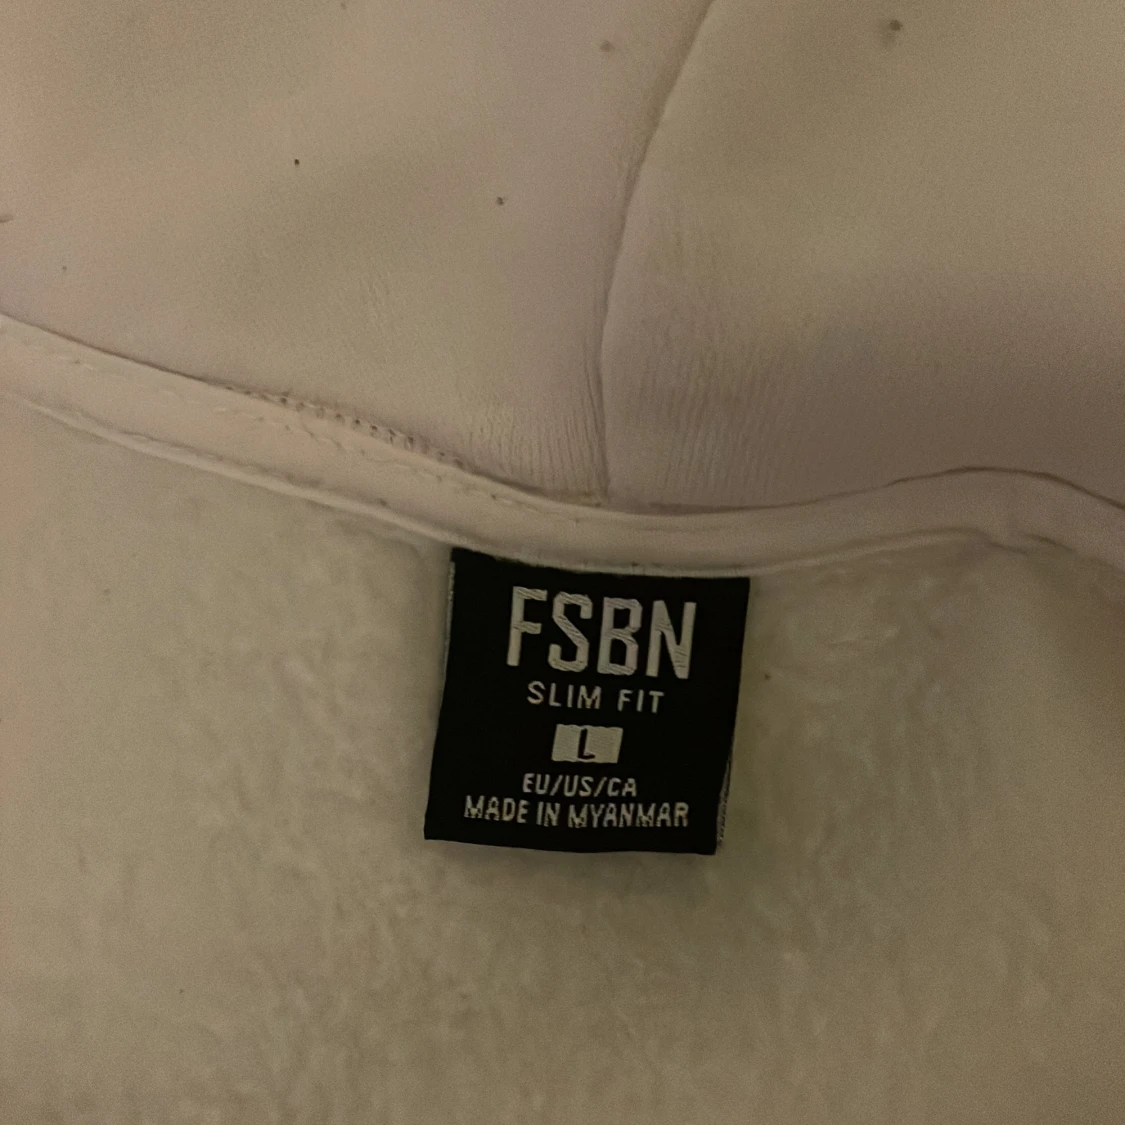 FSBN
SLIM FIT
L
EU/US/CA
MADE IN MYANMAR